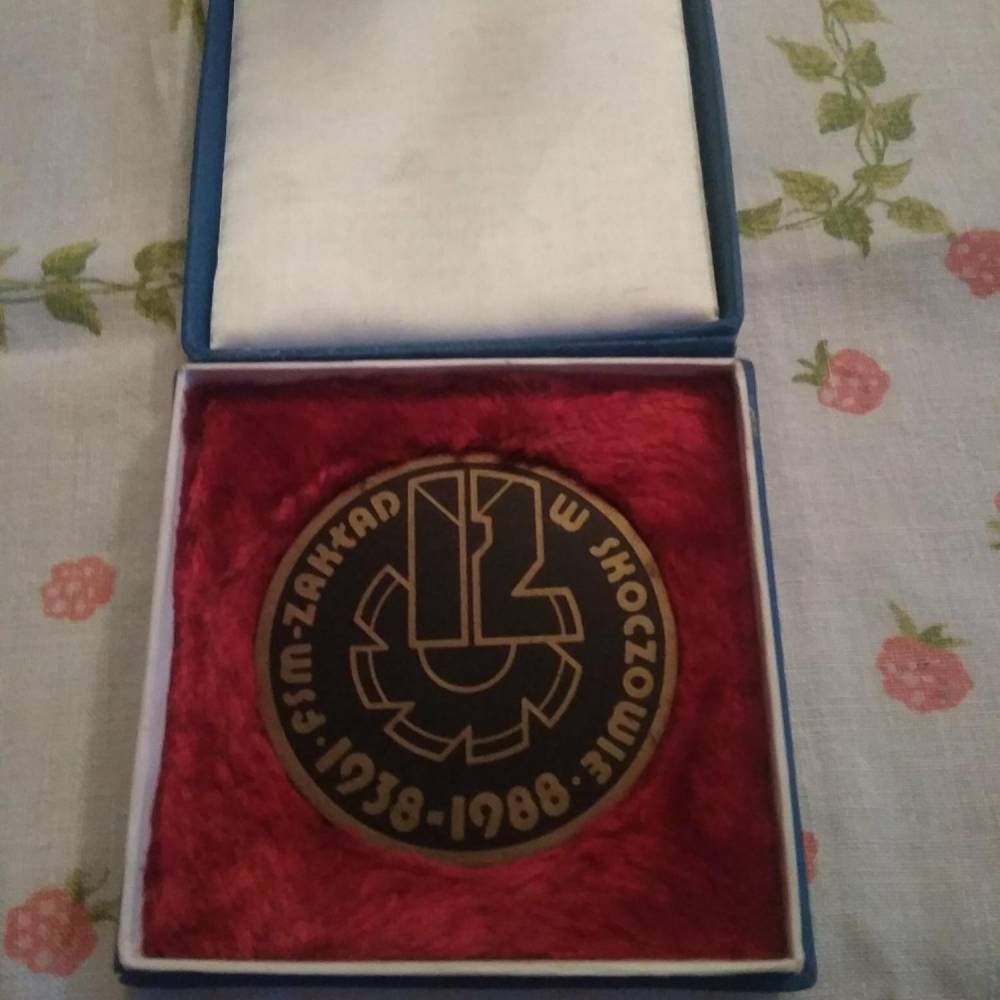 FSM-ZAKŁAD W SKOCZOWIE
· 1938-1988 ·